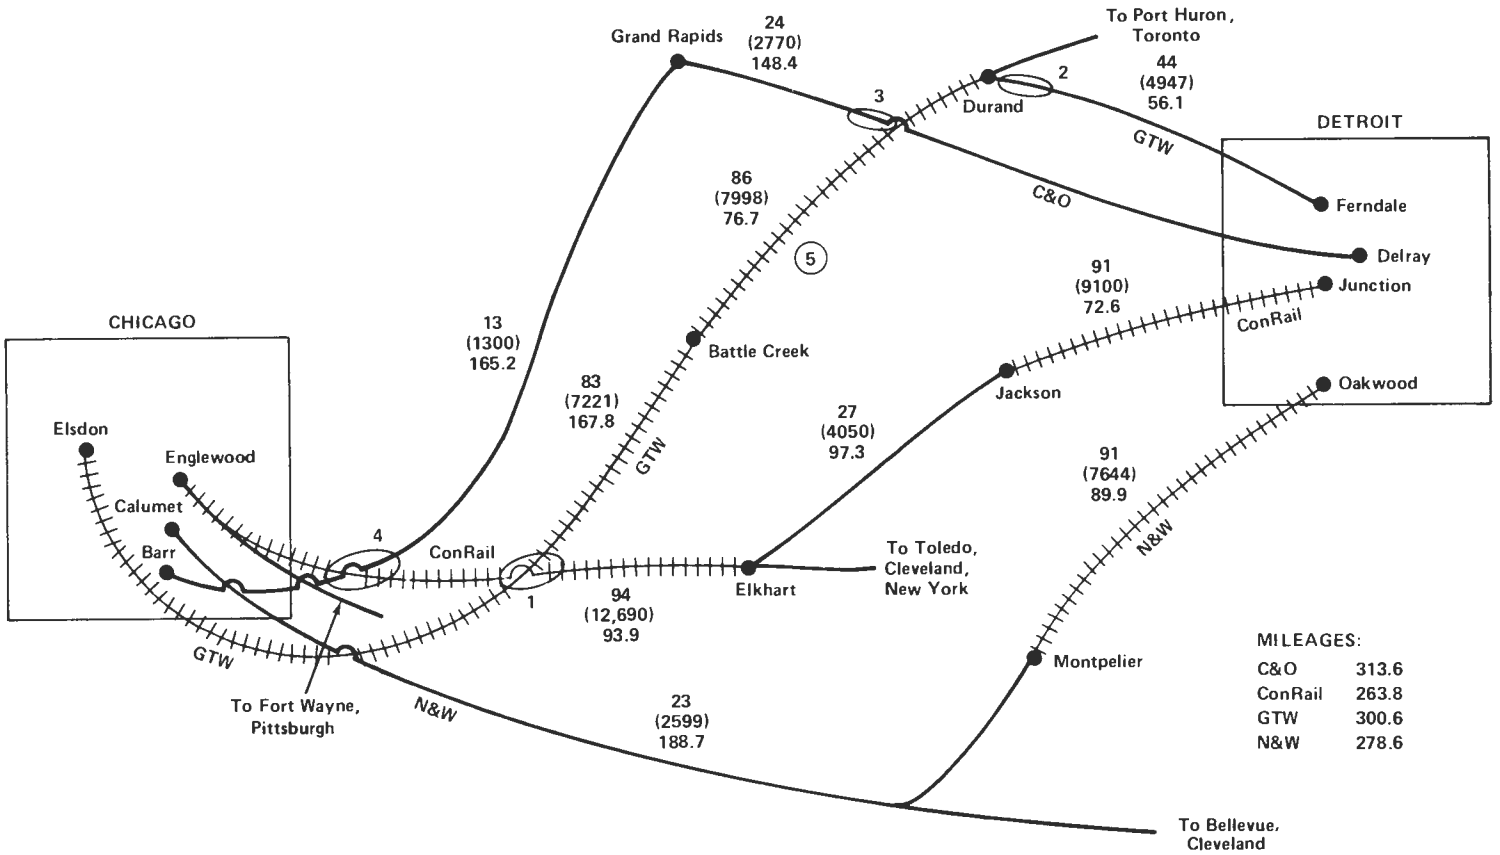 To Port Huron,
Toronto
24
(2770)
148.4
Grand Rapids
44
(4947)
56.1
2
3
Durand
GTW
DETROIT
86
(7998)
76.7
C&O
Ferndale
5
Delray
91
(9100)
72.6
Junction
ConRail
CHICAGO
13
(1300)
165.2
Battle Creek
83
(7221)
167.8
Jackson
Oakwood
27
(4050)
97.3
GTW
Elsdon
Englewood
91
(7644)
89.9
Calumet
4
N&W
Barr
ConRail
To Toledo,
Cleveland,
New York
Elkhart
94
(12,690)
93.9
1
GTW
Montpelier
MILEAGES:
C&O 313.6
ConRail 263.8
GTW 300.6
N&W 278.6
To Fort Wayne,
Pittsburgh
N&W
23
(2599)
188.7
To Bellevue,
Cleveland